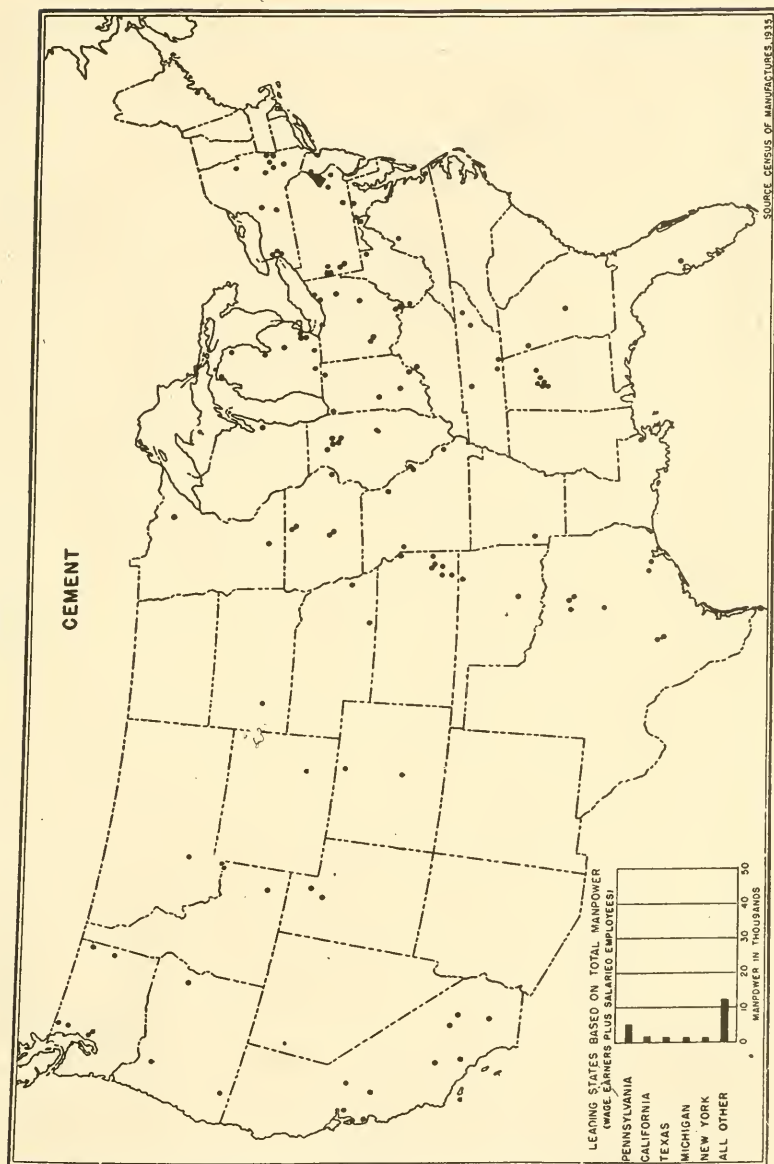 CEMENT
LEADING STATES BASED ON TOTAL MANPOWER
(WAGE EARNERS PLUS SALARIED EMPLOYEES)
PENNSYLVANIA
CALIFORNIA
TEXAS
MICHIGAN
NEW YORK
ALL OTHER
0 10 20 30 40 50
MANPOWER IN THOUSANDS
SOURCE CENSUS OF MANUFACTURES, 1935